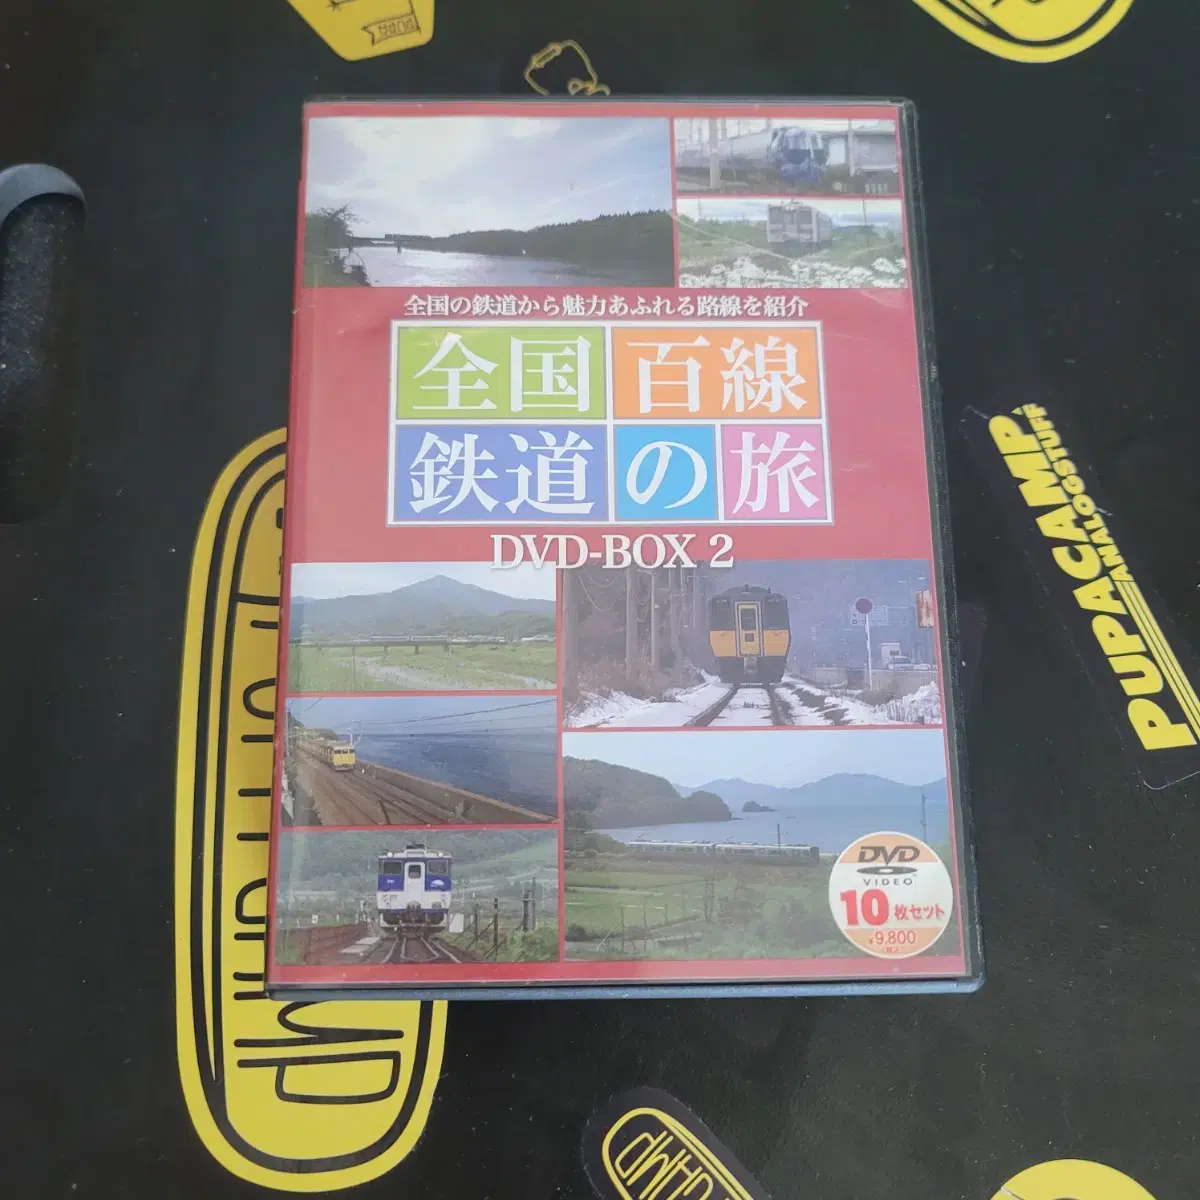 全国の鉄道から魅力あふれる路線を紹介
全国百線
鉄道の旅
DVD-BOX 2
DVD
VIDEO
10枚セット
¥9,800
(税込)
PUPACAMP
ANALOGSTUFF